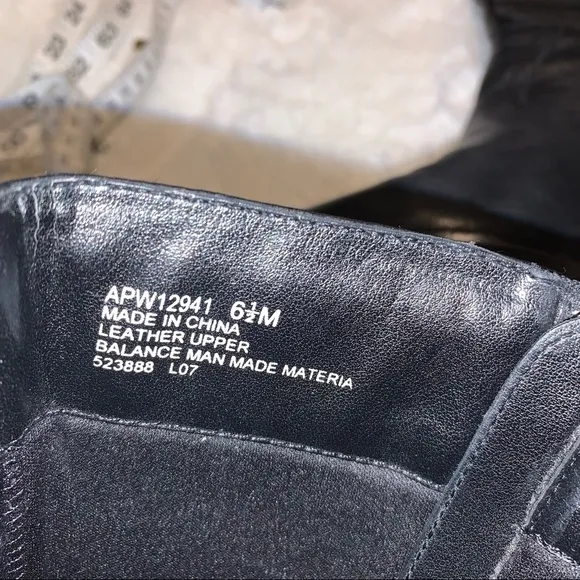 APW12941 6½M
MADE IN CHINA
LEATHER UPPER
BALANCE MAN MADE MATERIA
523888 L07